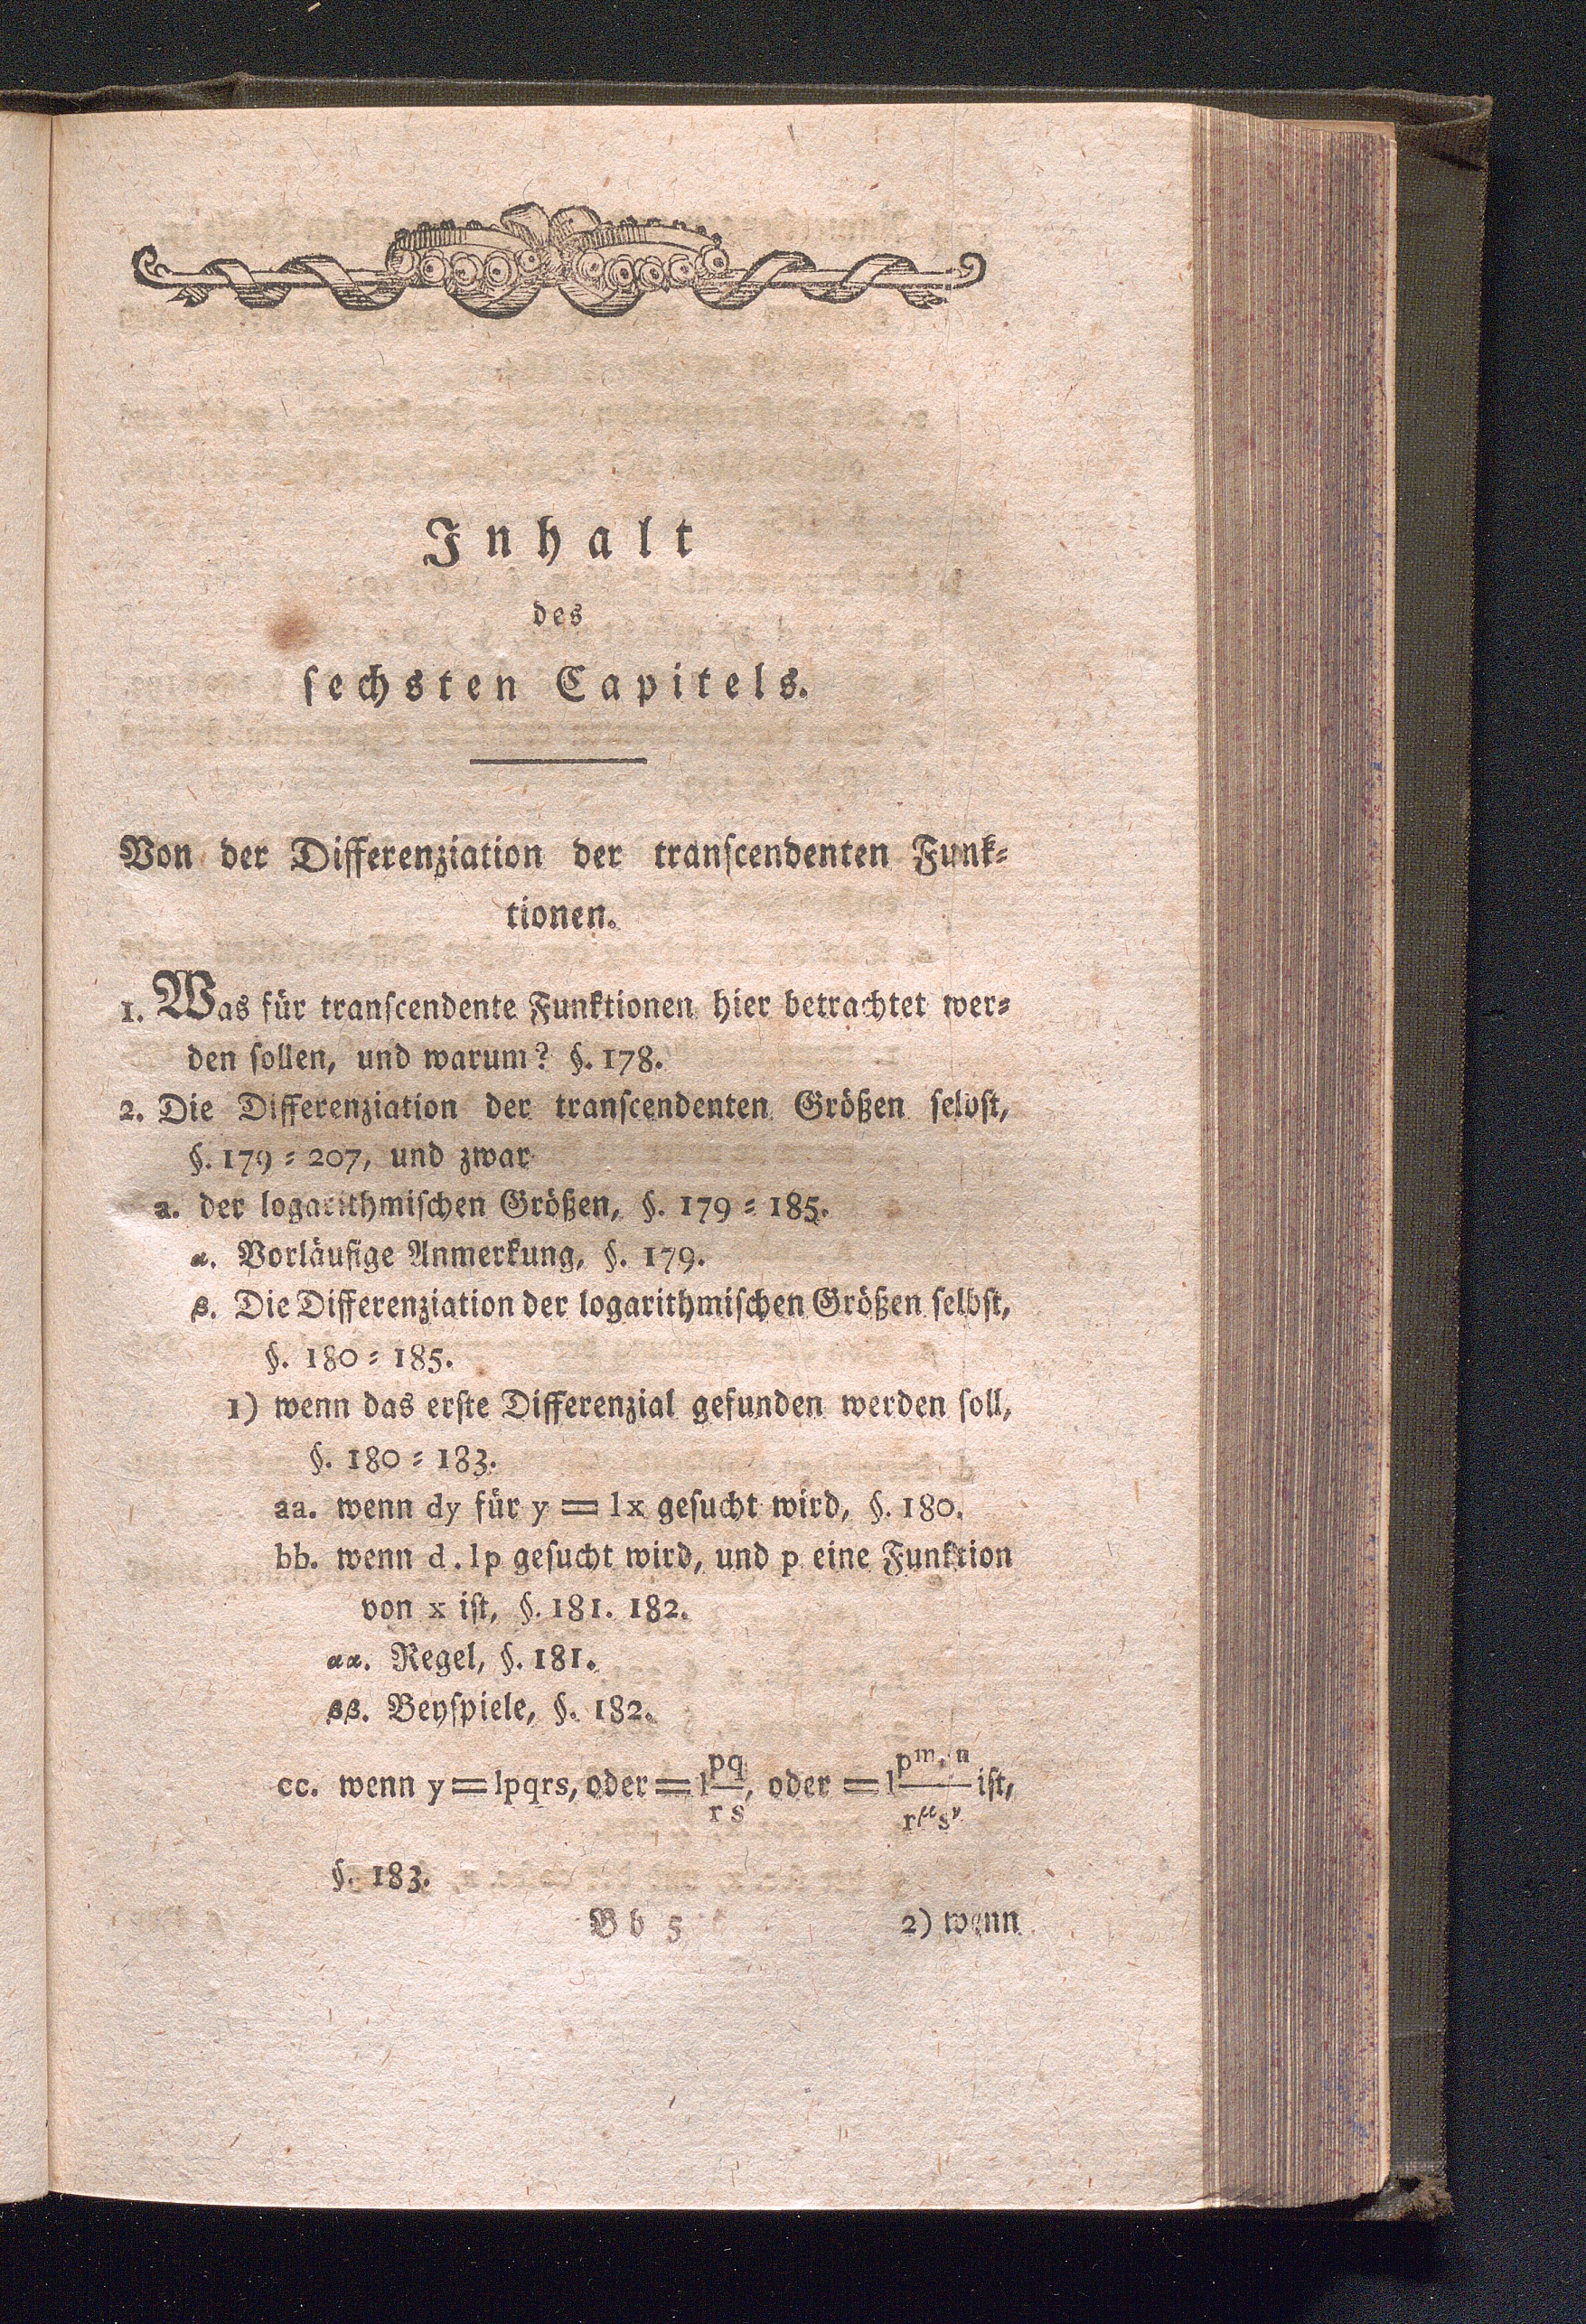 Inhalt
des
ſechsten Capitels.
Von der Differenziation der tranſcendenten Funk⸗
tionen.
1. Was für tranſcendente Funktionen hier betrachtet wer⸗
den ſollen, und warum? §. 178.
2. Die Differenziation der tranſcendenten Größen ſelbſt,
§. 179 ⸗ 207, und zwar
a. der logarithmiſchen Größen, §. 179 ⸗ 185.
α. Vorläufige Anmerkung, §. 179.
β. Die Differenziation der logarithmiſchen Größen ſelbſt,
§. 180 ⸗ 185.
1) wenn das erſte Differenzial gefunden werden ſoll,
§. 180 ⸗ 183.
aa. wenn dy für y = lx geſucht wird, §. 180.
bb. wenn d. lp geſucht wird, und p eine Funktion
von x iſt, §. 181. 182.
αα. Regel, §. 181.
ββ. Beyſpiele, §. 182.
cc. wenn y = lpqrs, oder = l pq/rs, oder = l p^m, n/r^μ s^ν iſt,
§. 183.
Bb 5 2) wenn